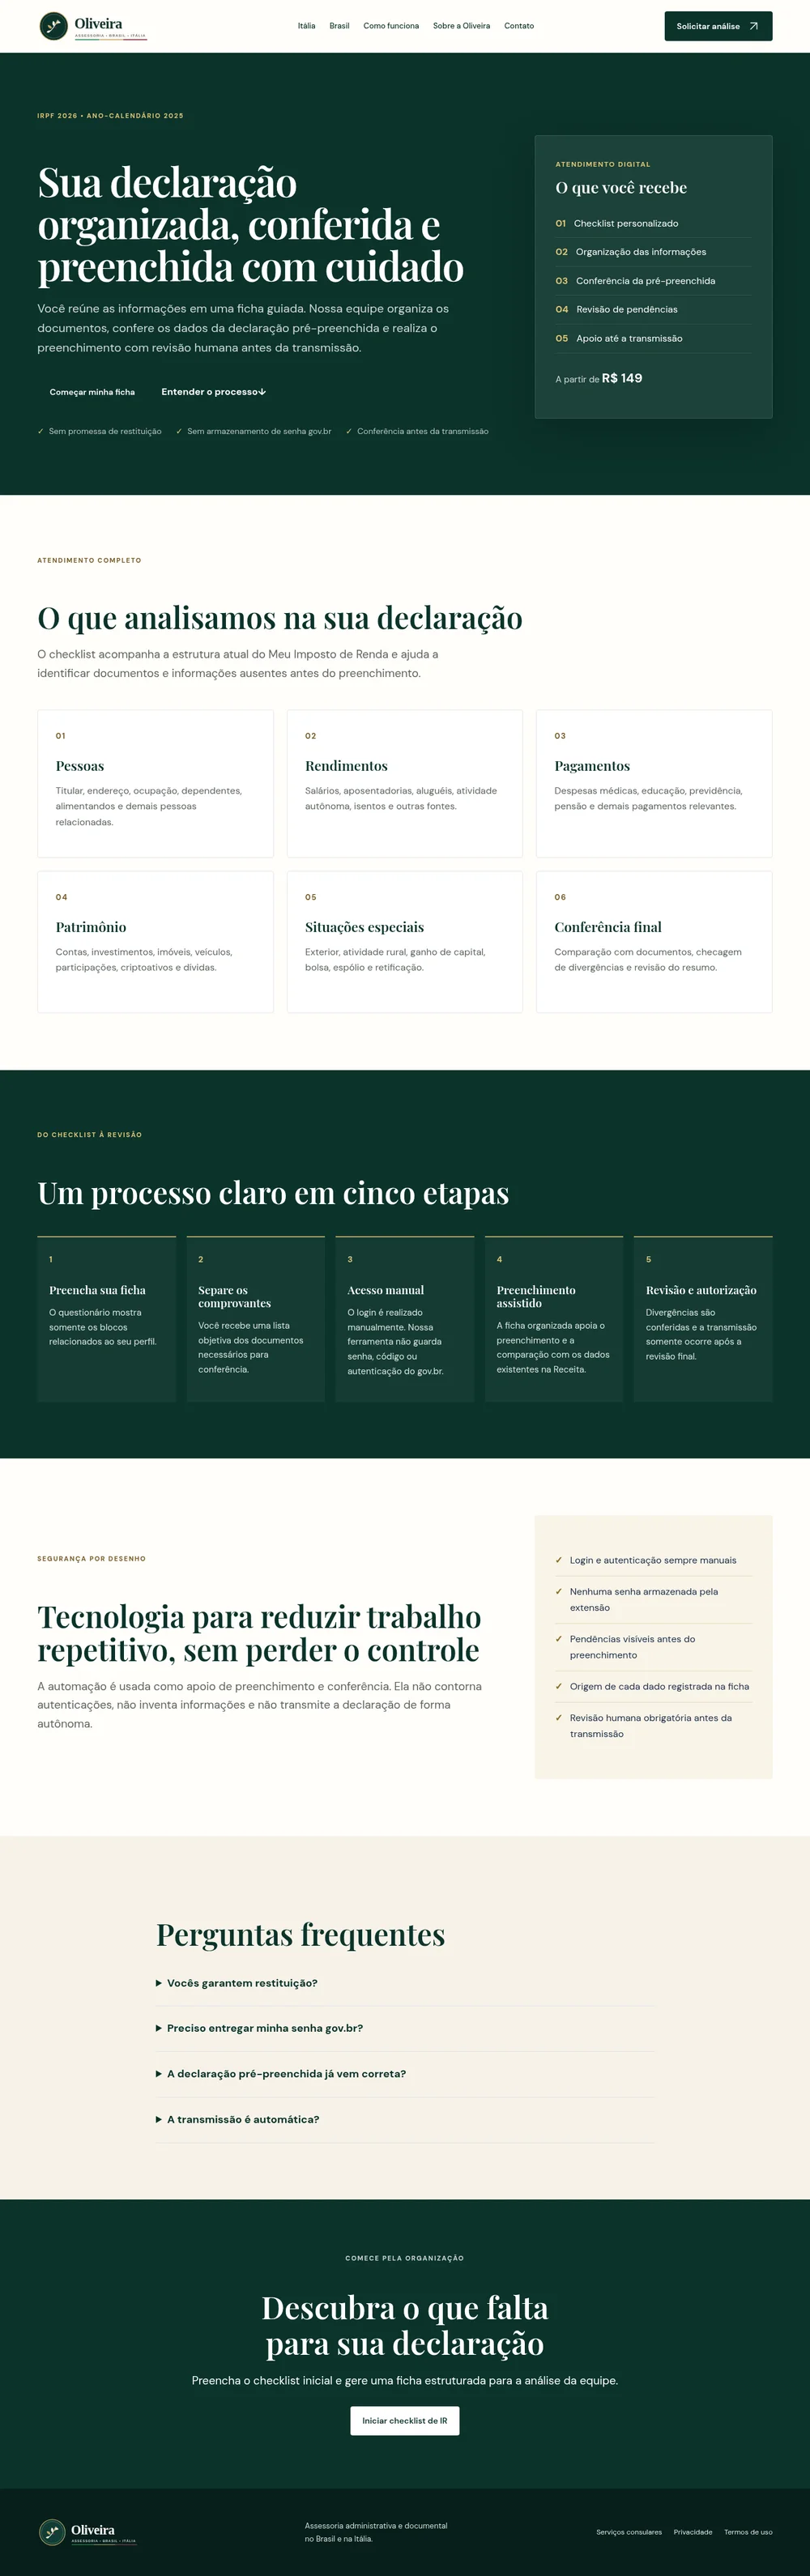 Oliveira
ASSESSORIA • BRASIL • ITÁLIA
Itália
Brasil
Como funciona
Sobre a Oliveira
Contato
Solicitar análise
IRPF 2026 • ANO-CALENDÁRIO 2025
Sua declaração
organizada, conferida e
preenchida com cuidado
Você reúne as informações em uma ficha guiada. Nossa equipe organiza os
documentos, confere os dados da declaração pré-preenchida e realiza o
preenchimento com revisão humana antes da transmissão.
Começar minha ficha
Entender o processo↓
✓ Sem promessa de restituição
✓ Sem armazenamento de senha gov.br
✓ Conferência antes da transmissão
ATENDIMENTO DIGITAL
O que você recebe
01 Checklist personalizado
02 Organização das informações
03 Conferência da pré-preenchida
04 Revisão de pendências
05 Apoio até a transmissão
A partir de R$ 149
ATENDIMENTO COMPLETO
O que analisamos na sua declaração
O checklist acompanha a estrutura atual do Meu Imposto de Renda e ajuda a
identificar documentos e informações ausentes antes do preenchimento.
01
Pessoas
Titular, endereço, ocupação, dependentes,
alimentandos e demais pessoas
relacionadas.
02
Rendimentos
Salários, aposentadorias, aluguéis, atividade
autônoma, isentos e outras fontes.
03
Pagamentos
Despesas médicas, educação, previdência,
pensão e demais pagamentos relevantes.
04
Patrimônio
Contas, investimentos, imóveis, veículos,
participações, criptoativos e dívidas.
05
Situações especiais
Exterior, atividade rural, ganho de capital,
bolsa, espólio e retificação.
06
Conferência final
Comparação com documentos, checagem
de divergências e revisão do resumo.
DO CHECKLIST À REVISÃO
Um processo claro em cinco etapas
1
Preencha sua ficha
O questionário mostra
somente os blocos
relacionados ao seu perfil.
2
Separe os
comprovantes
Você recebe uma lista
objetiva dos documentos
necessários para
conferência.
3
Acesso manual
O login é realizado
manualmente. Nossa
ferramenta não guarda
senha, código ou
autenticação do gov.br.
4
Preenchimento
assistido
A ficha organizada apoia o
preenchimento e a
comparação com os dados
existentes na Receita.
5
Revisão e autorização
Divergências são
conferidas e a transmissão
somente ocorre após a
revisão final.
SEGURANÇA POR DESENHO
Tecnologia para reduzir trabalho
repetitivo, sem perder o controle
A automação é usada como apoio de preenchimento e conferência. Ela não contorna
autenticações, não inventa informações e não transmite a declaração de forma
autônoma.
✓ Login e autenticação sempre manuais
✓ Nenhuma senha armazenada pela
extensão
✓ Pendências visíveis antes do
preenchimento
✓ Origem de cada dado registrada na ficha
✓ Revisão humana obrigatória antes da
transmissão
Perguntas frequentes
▶ Vocês garantem restituição?
▶ Preciso entregar minha senha gov.br?
▶ A declaração pré-preenchida já vem correta?
▶ A transmissão é automática?
COMECE PELA ORGANIZAÇÃO
Descubra o que falta
para sua declaração
Preencha o checklist inicial e gere uma ficha estruturada para a análise da equipe.
Iniciar checklist de IR
Oliveira
ASSESSORIA • BRASIL • ITÁLIA
Assessoria administrativa e documental
no Brasil e na Itália.
Serviços consulares
Privacidade
Termos de uso